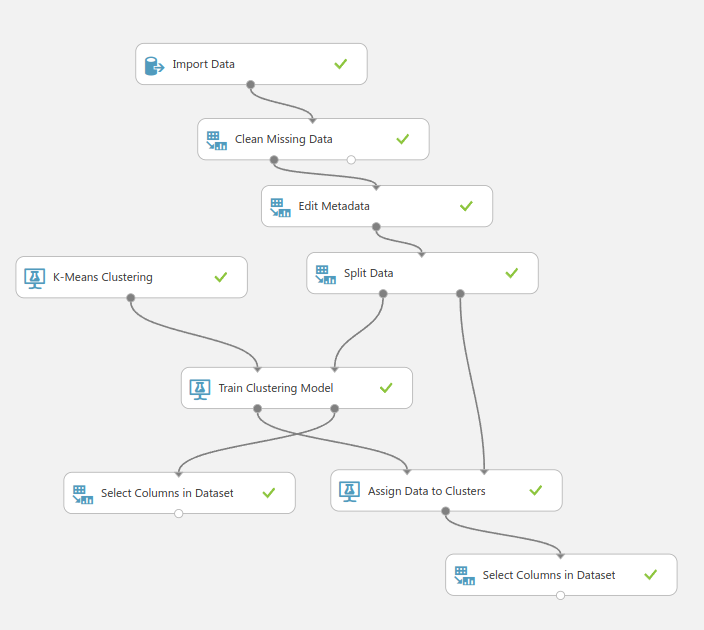 Import Data
Clean Missing Data
Edit Metadata
Split Data
K-Means Clustering
Train Clustering Model
Select Columns in Dataset
Assign Data to Clusters
Select Columns in Dataset